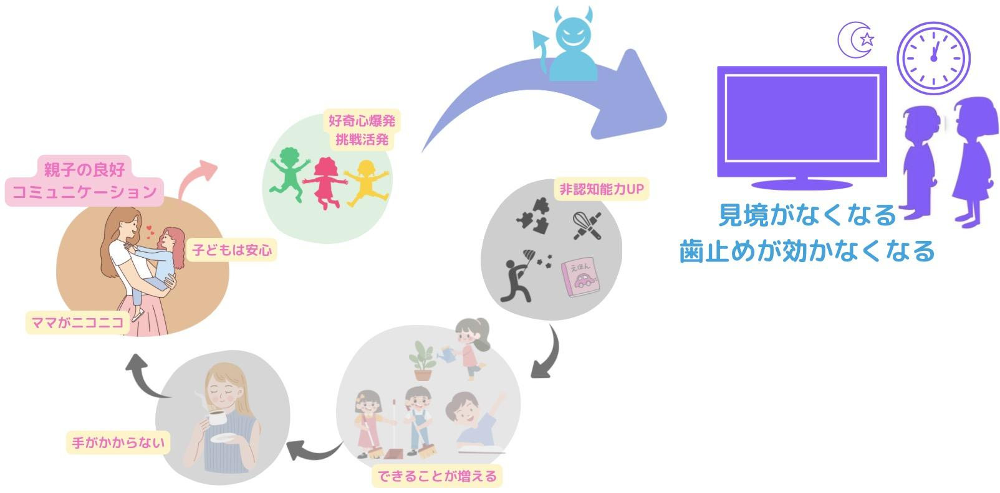 好奇心爆発
挑戦活発
親子の良好
コミュニケーション
子どもは安心
ママがニコニコ
非認知能力UP
えほん
見境がなくなる
歯止めが効かなくなる
手がかからない
できることが増える